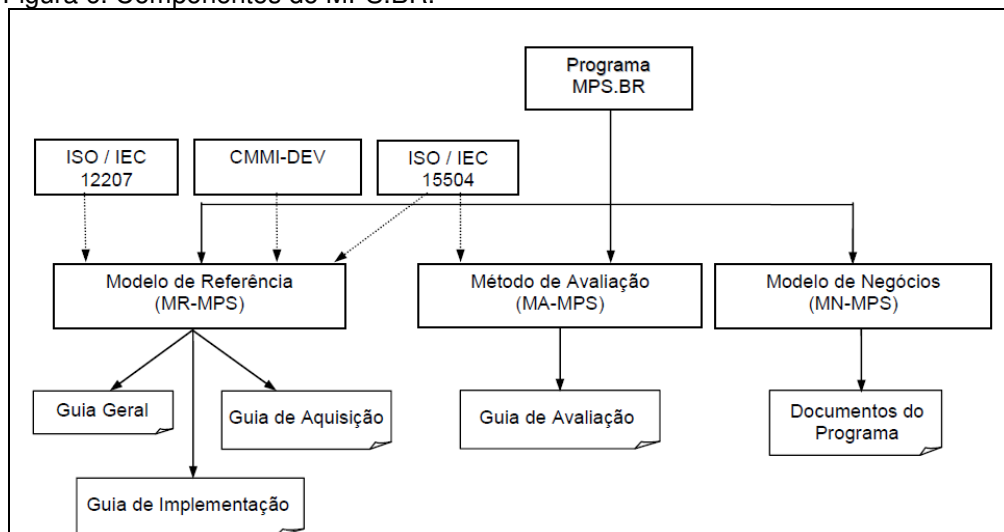 Figura 6. Componentes do MPS.BR.
Programa
MPS.BR
ISO / IEC
12207
CMMI-DEV
ISO / IEC
15504
Modelo de Referência
(MR-MPS)
Método de Avaliação
(MA-MPS)
Modelo de Negócios
(MN-MPS)
Guia Geral
Guia de Aquisição
Guia de Avaliação
Documentos do
Programa
Guia de Implementação